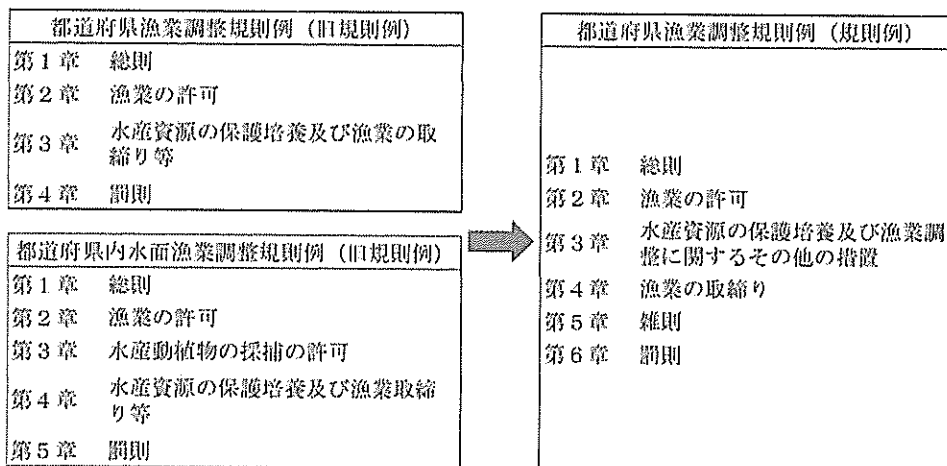 都道府県漁業調整規則例（旧規則例）
第１章　総則
第２章　漁業の許可
第３章　水産資源の保護培養及び漁業の取
締り等
第４章　罰則
都道府県内水面漁業調整規則例（旧規則例）
第１章　総則
第２章　漁業の許可
第３章　水産動植物の採捕の許可
第４章　水産資源の保護培養及び漁業取締
り等
第５章　罰則
都道府県漁業調整規則例（規則例）
第１章　総則
第２章　漁業の許可
第３章　水産資源の保護培養及び漁業調
整に関するその他の措置
第４章　漁業の取締り
第５章　雑則
第６章　罰則